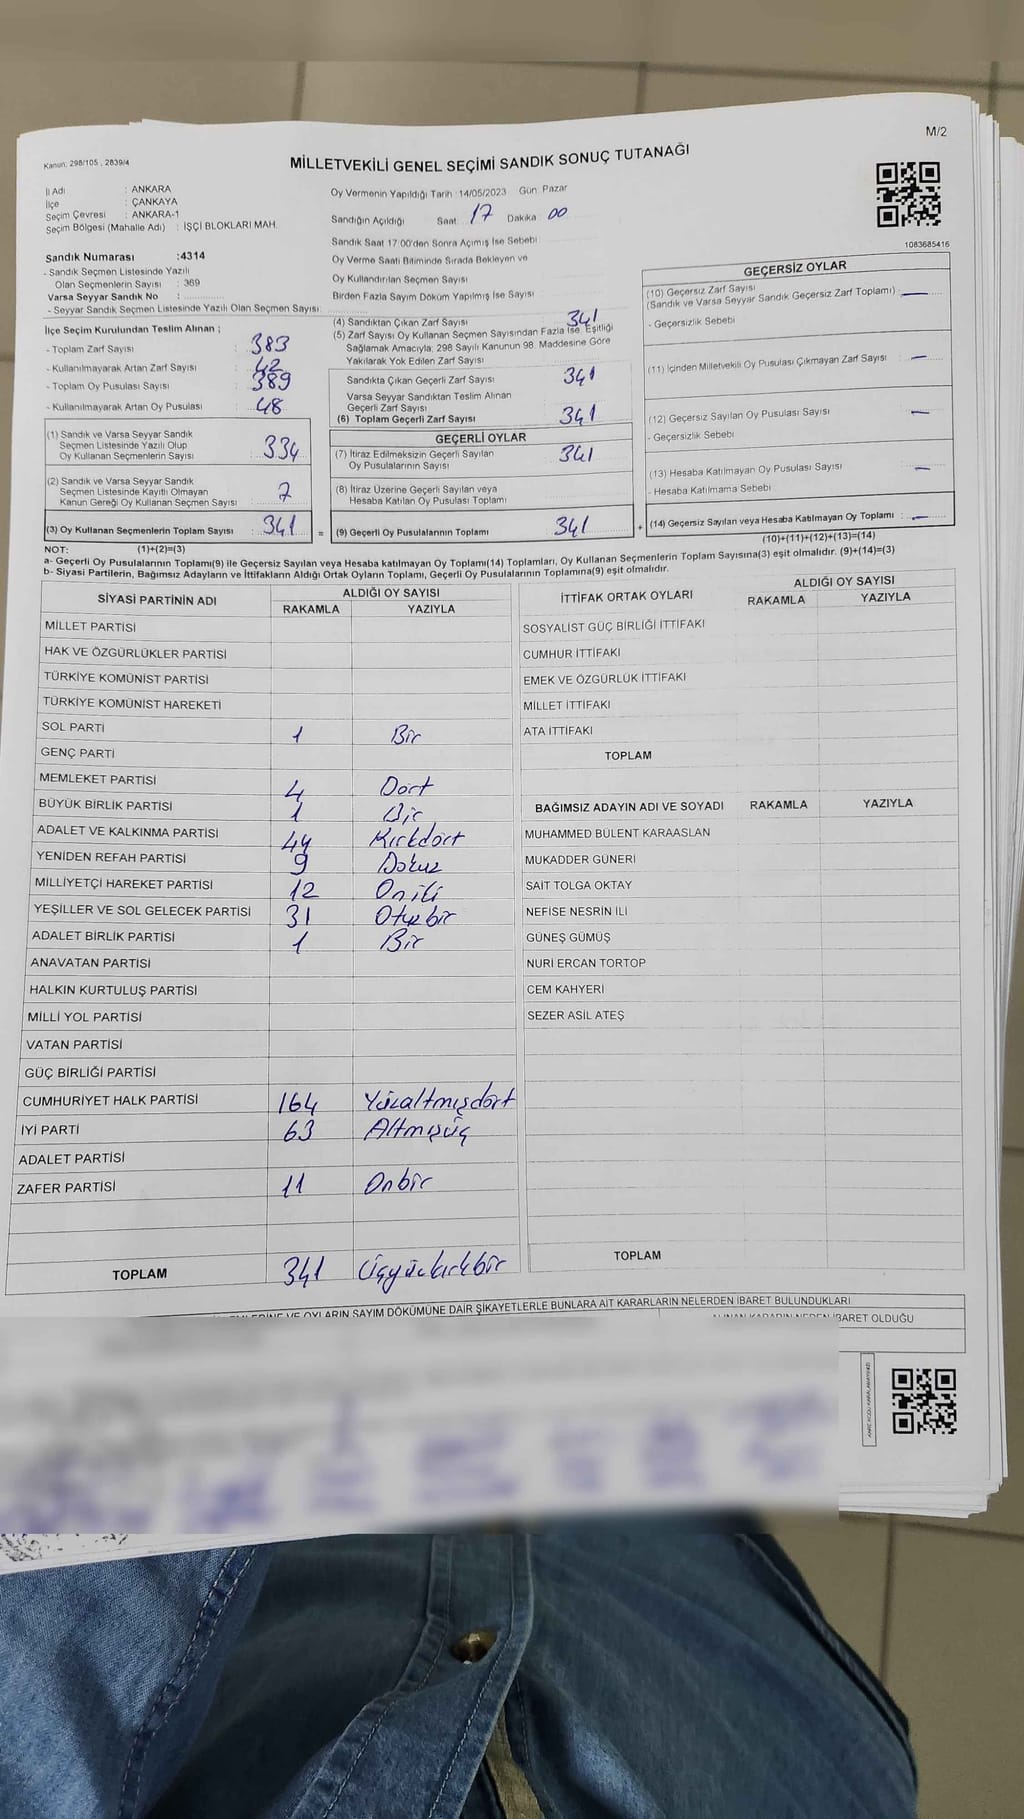 M/2
Kanun: 298/105 , 2839/4
MİLLETVEKİLİ GENEL SEÇİMİ SANDIK SONUÇ TUTANAĞI
İl Adı : ANKARA
İlçe : ÇANKAYA
Seçim Çevresi : ANKARA-1
Seçim Bölgesi (Mahalle Adı) : İŞÇİ BLOKLARI MAH.
Oy Vermenin Yapıldığı Tarih :14/05/2023 Gün: Pazar
Sandığın Açıldığı Saat: 17 Dakika 00
Sandık Saat 17:00'den Sonra Açımış İse Sebebi
Oy Verme Saati Bitiminde Sırada Bekleyen ve
Oy Kullandırılan Seçmen Sayısı
Birden Fazla Sayım Döküm Yapılmış İse Sayısı
1083685416
Sandık Numarası :4314
- Sandık Seçmen Listesinde Yazılı
Olan Seçmenlerin Sayısı : 369
Varsa Seyyar Sandık No :
- Seyyar Sandık Seçmen Listesinde Yazılı Olan Seçmen Sayısı:
İlçe Seçim Kurulundan Teslim Alınan ;
- Toplam Zarf Sayısı : 383
- Kullanılmayarak Artan Zarf Sayısı : 42
- Toplam Oy Pusulası Sayısı : 389
- Kullanılmayarak Artan Oy Pusulası : 48
(1) Sandık ve Varsa Seyyar Sandık
Seçmen Listesinde Yazılı Olup
Oy Kullanan Seçmenlerin Sayısı : 334
(2) Sandık ve Varsa Seyyar Sandık
Seçmen Listesinde Kayıtlı Olmayan
Kanun Gereği Oy Kullanan Seçmen Sayısı : 7
(3) Oy Kullanan Seçmenlerin Toplam Sayısı : 341 =
(4) Sandıktan Çıkan Zarf Sayısı 341
(5) Zarf Sayısı Oy Kullanan Seçmen Sayısından Fazla İse, Eşitliği
Sağlamak Amacıyla; 298 Sayılı Kanunun 98. Maddesine Göre
Yakılarak Yok Edilen Zarf Sayısı
Sandıkta Çıkan Geçerli Zarf Sayısı 341
Varsa Seyyar Sandıktan Teslim Alınan
Geçerli Zarf Sayısı
(6) Toplam Geçerli Zarf Sayısı 341
GEÇERLİ OYLAR
(7) İtiraz Edilmeksizin Geçerli Sayılan
Oy Pusulalarının Sayısı 341
(8) İtiraz Üzerine Geçerli Sayılan veya
Hesaba Katılan Oy Pusulası Toplamı
(9) Geçerli Oy Pusulalarının Toplamı 341 +
GEÇERSİZ OYLAR
(10) Geçersiz Zarf Sayısı
(Sandık ve Varsa Seyyar Sandık Geçersiz Zarf Toplamı) : —
- Geçersizlik Sebebi :
(11) İçinden Milletvekili Oy Pusulası Çıkmayan Zarf Sayısı : —
(12) Geçersiz Sayılan Oy Pusulası Sayısı : —
- Geçersizlik Sebebi :
(13) Hesaba Katılmayan Oy Pusulası Sayısı : —
- Hesaba Katılmama Sebebi :
(14) Geçersiz Sayılan veya Hesaba Katılmayan Oy Toplamı : —
NOT: (1)+(2)=(3)
(10)+(11)+(12)+(13)=(14)
a- Geçerli Oy Pusulalarının Toplamı(9) ile Geçersiz Sayılan veya Hesaba katılmayan Oy Toplamı(14) Toplamları, Oy Kullanan Seçmenlerin Toplam Sayısına(3) eşit olmalıdır. (9)+(14)=(3)
b- Siyasi Partilerin, Bağımsız Adayların ve İttifakların Aldığı Ortak Oyların Toplamı, Geçerli Oy Pusulalarının Toplamına(9) eşit olmalıdır.
SİYASİ PARTİNİN ADI ALDIĞI OY SAYISI
RAKAMLA YAZIYLA
MİLLET PARTİSİ
HAK VE ÖZGÜRLÜKLER PARTİSİ
TÜRKİYE KOMÜNİST PARTİSİ
TÜRKİYE KOMÜNİST HAREKETİ
SOL PARTİ 1 Bir
GENÇ PARTİ
MEMLEKET PARTİSİ 4 Dört
BÜYÜK BİRLİK PARTİSİ 1 Bir
ADALET VE KALKINMA PARTİSİ 44 Kırkdört
YENİDEN REFAH PARTİSİ 9 Dokuz
MİLLİYETÇİ HAREKET PARTİSİ 12 Oniki
YEŞİLLER VE SOL GELECEK PARTİSİ 31 Otuzbir
ADALET BİRLİK PARTİSİ 1 Bir
ANAVATAN PARTİSİ
HALKIN KURTULUŞ PARTİSİ
MİLLİ YOL PARTİSİ
VATAN PARTİSİ
GÜÇ BİRLİĞİ PARTİSİ
CUMHURİYET HALK PARTİSİ 164 Yüzaltmışdört
İYİ PARTİ 63 Altmışüç
ADALET PARTİSİ
ZAFER PARTİSİ 11 Onbir
TOPLAM 341 Üçyüzkırkbir
İTTİFAK ORTAK OYLARI ALDIĞI OY SAYISI
RAKAMLA YAZIYLA
SOSYALİST GÜÇ BİRLİĞİ İTTİFAKI
CUMHUR İTTİFAKI
EMEK VE ÖZGÜRLÜK İTTİFAKI
MİLLET İTTİFAKI
ATA İTTİFAKI
TOPLAM
BAĞIMSIZ ADAYIN ADI VE SOYADI RAKAMLA YAZIYLA
MUHAMMED BÜLENT KARAASLAN
MUKADDER GÜNERİ
SAİT TOLGA OKTAY
NEFİSE NESRİN İLİ
GÜNEŞ GÜMÜŞ
NURİ ERCAN TORTOP
CEM KAHYERİ
SEZER ASİL ATEŞ
TOPLAM
VE OYLARIN SAYIM DÖKÜMÜNE DAİR ŞİKAYETLERLE BUNLARA AİT KARARLARIN NELERDEN İBARET BULUNDUKLARI
ALINAN KARARIN NEDEN İBARET OLDUĞU